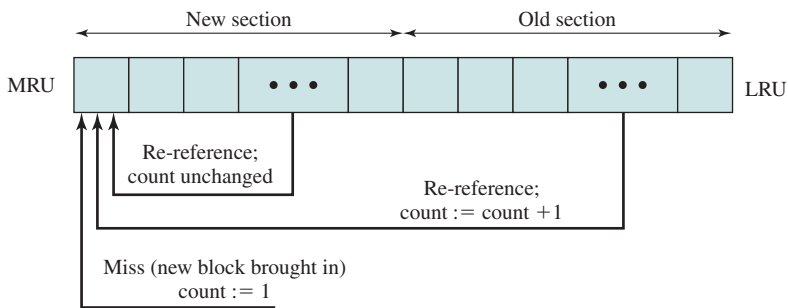 New section
Old section
MRU
• • •
• • •
LRU
Re-reference;
count unchanged
Re-reference;
count := count +1
Miss (new block brought in)
count := 1